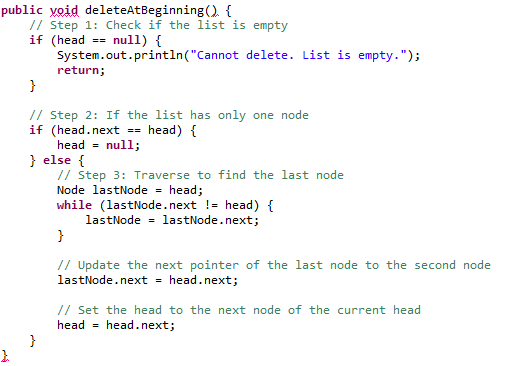 public void deleteAtBeginning() {
    // Step 1: Check if the list is empty
    if (head == null) {
        System.out.println("Cannot delete. List is empty.");
        return;
    }

    // Step 2: If the list has only one node
    if (head.next == head) {
        head = null;
    } else {
        // Step 3: Traverse to find the last node
        Node lastNode = head;
        while (lastNode.next != head) {
            lastNode = lastNode.next;
        }

        // Update the next pointer of the last node to the second node
        lastNode.next = head.next;

        // Set the head to the next node of the current head
        head = head.next;
    }
}